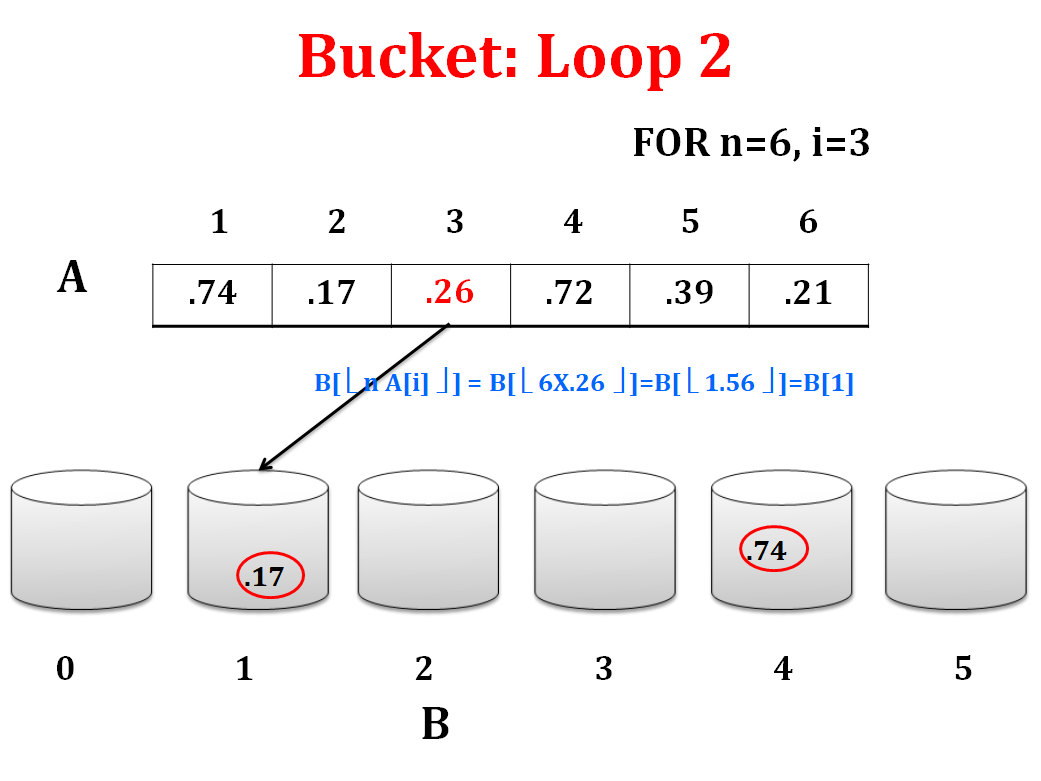 Bucket: Loop 2
FOR n=6, i=3
1 2 3 4 5 6
A
.74 .17 .26 .72 .39 .21
B[⎣n A[i]⎦] = B[⎣6X.26⎦]=B[⎣1.56⎦]=B[1]
.74
.17
0 1 2 3 4 5
B